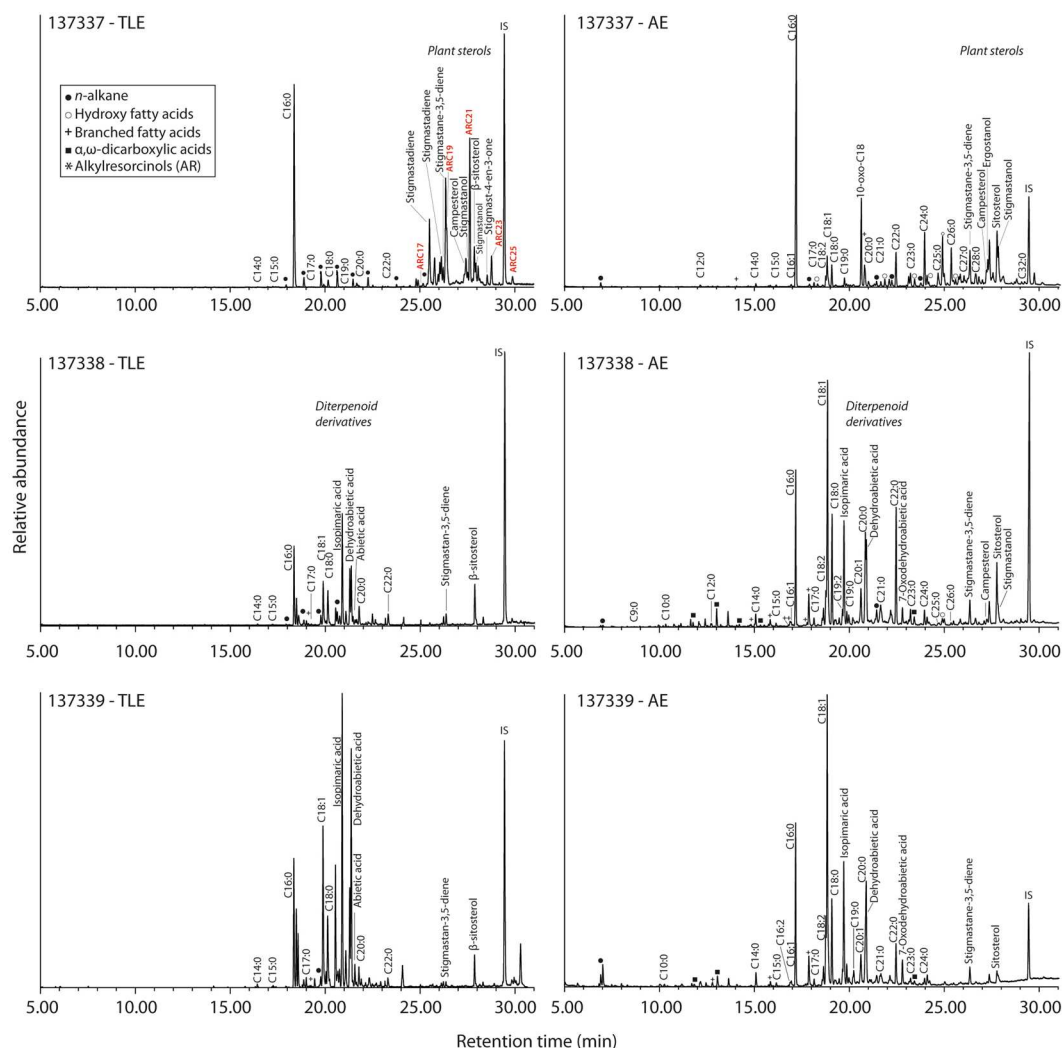 137337 - TLE
Plant sterols
IS
● n-alkane
○ Hydroxy fatty acids
+ Branched fatty acids
■ α,ω-dicarboxylic acids
* Alkylresorcinols (AR)
C14:0
C15:0
C16:0
C17:0
C18:0
C19:0
C20:0
C22:0
ARC17
Stigmastadiene
Stigmastadiene
Stigmastane-3,5-diene
ARC19
Campesterol
Stigmastanol
ARC21
β-sitosterol
Stigmastanol
Stigmast-4-en-3-one
ARC23
ARC25
5.00 10.00 15.00 20.00 25.00 30.00
137337 - AE
Plant sterols
C12:0
C14:0
C15:0
C16:1
C16:0
C17:0
C18:2
C18:1
C18:0
C19:0
10-oxo-C18
C20:0
C21:0
C22:0
C23:0
C24:0
C25:0
C26:0
C27:0
Stigmastane-3,5-diene
C28:0
Campesterol
Ergostanol
Sitosterol
Stigmastanol
C32:0
IS
5.00 10.00 15.00 20.00 25.00 30.00
137338 - TLE
Diterpenoid
derivatives
C14:0
C15:0
C16:0
C17:0
C18:1
C18:0
Isopimaric acid
Dehydroabietic acid
Abietic acid
C20:0
C22:0
Stigmastan-3,5-diene
β-sitosterol
IS
5.00 10.00 15.00 20.00 25.00 30.00
137338 - AE
Diterpenoid
derivatives
C9:0
C10:0
C12:0
C14:0
C15:0
C16:1
C16:0
C17:0
C18:2
C18:1
C18:0
C19:2
Isopimaric acid
C19:0
C20:1
C20:0
Dehydroabietic acid
C21:0
C22:0
7-Oxodehydroabietic acid
C23:0
C24:0
C25:0
C26:0
Stigmastane-3,5-diene
Campesterol
Sitosterol
Stigmastanol
IS
5.00 10.00 15.00 20.00 25.00 30.00
137339 - TLE
C14:0
C15:0
C16:0
C17:0
C18:1
C18:0
Isopimaric acid
Dehydroabietic acid
Abietic acid
C20:0
C22:0
Stigmastan-3,5-diene
β-sitosterol
IS
5.00 10.00 15.00 20.00 25.00 30.00
137339 - AE
C10:0
C14:0
C15:0
C16:2
C16:1
C16:0
C17:0
C18:2
C18:1
C18:0
Isopimaric acid
C19:0
C20:1
C20:0
Dehydroabietic acid
C21:0
C22:0
7-Oxodehydroabietic acid
C23:0
C24:0
Stigmastane-3,5-diene
Sitosterol
IS
5.00 10.00 15.00 20.00 25.00 30.00
Relative abundance
Retention time (min)